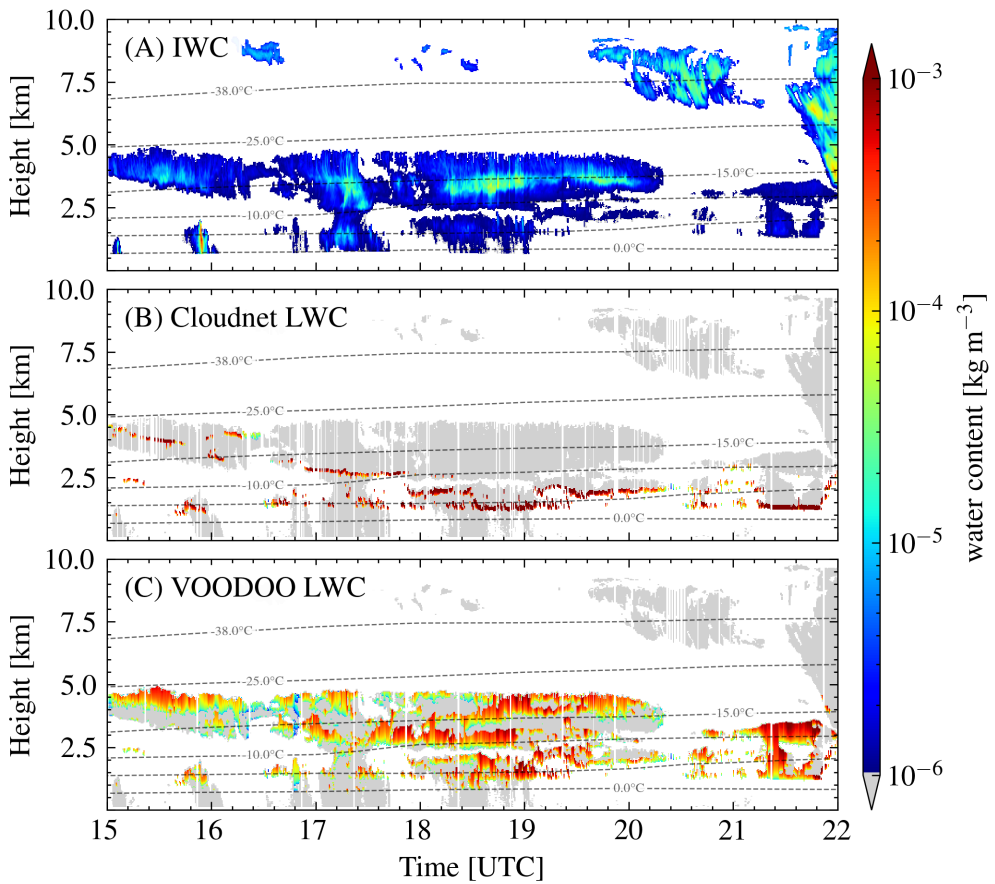 (A) IWC
10.0
7.5
5.0
2.5
Height [km]
-38.0°C
-25.0°C
-15.0°C
-10.0°C
0.0°C
(B) Cloudnet LWC
10.0
7.5
5.0
2.5
Height [km]
-38.0°C
-25.0°C
-15.0°C
-10.0°C
0.0°C
(C) VOODOO LWC
10.0
7.5
5.0
2.5
Height [km]
-38.0°C
-25.0°C
-15.0°C
-10.0°C
0.0°C
15 16 17 18 19 20 21 22
Time [UTC]
10⁻³
10⁻⁴
10⁻⁵
10⁻⁶
water content [kg m⁻³]